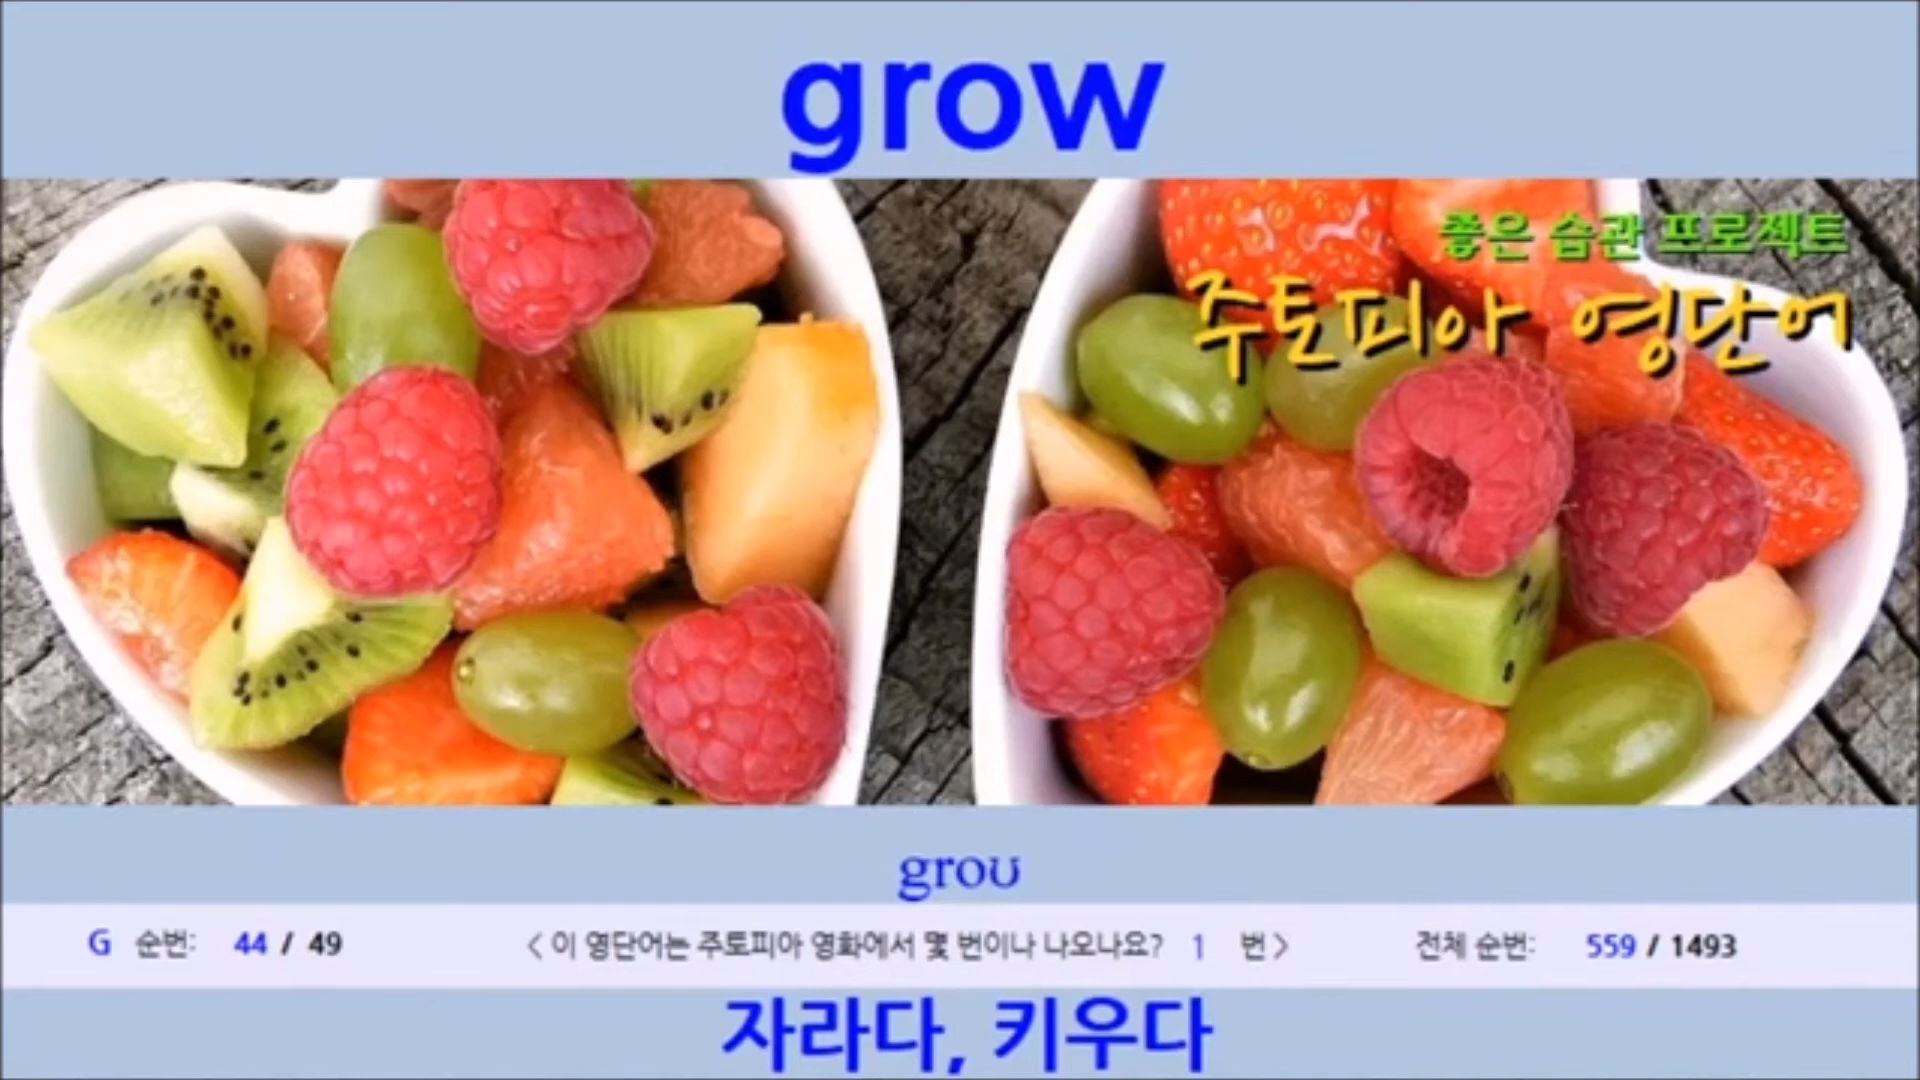 grow
좋은 습관 프로젝트
주토피아 영단어
groʊ
G 순번: 44 / 49 < 이 영단어는 주토피아 영화에서 몇 번이나 나오나요? 1 번 > 전체 순번: 559 / 1493
자라다, 키우다